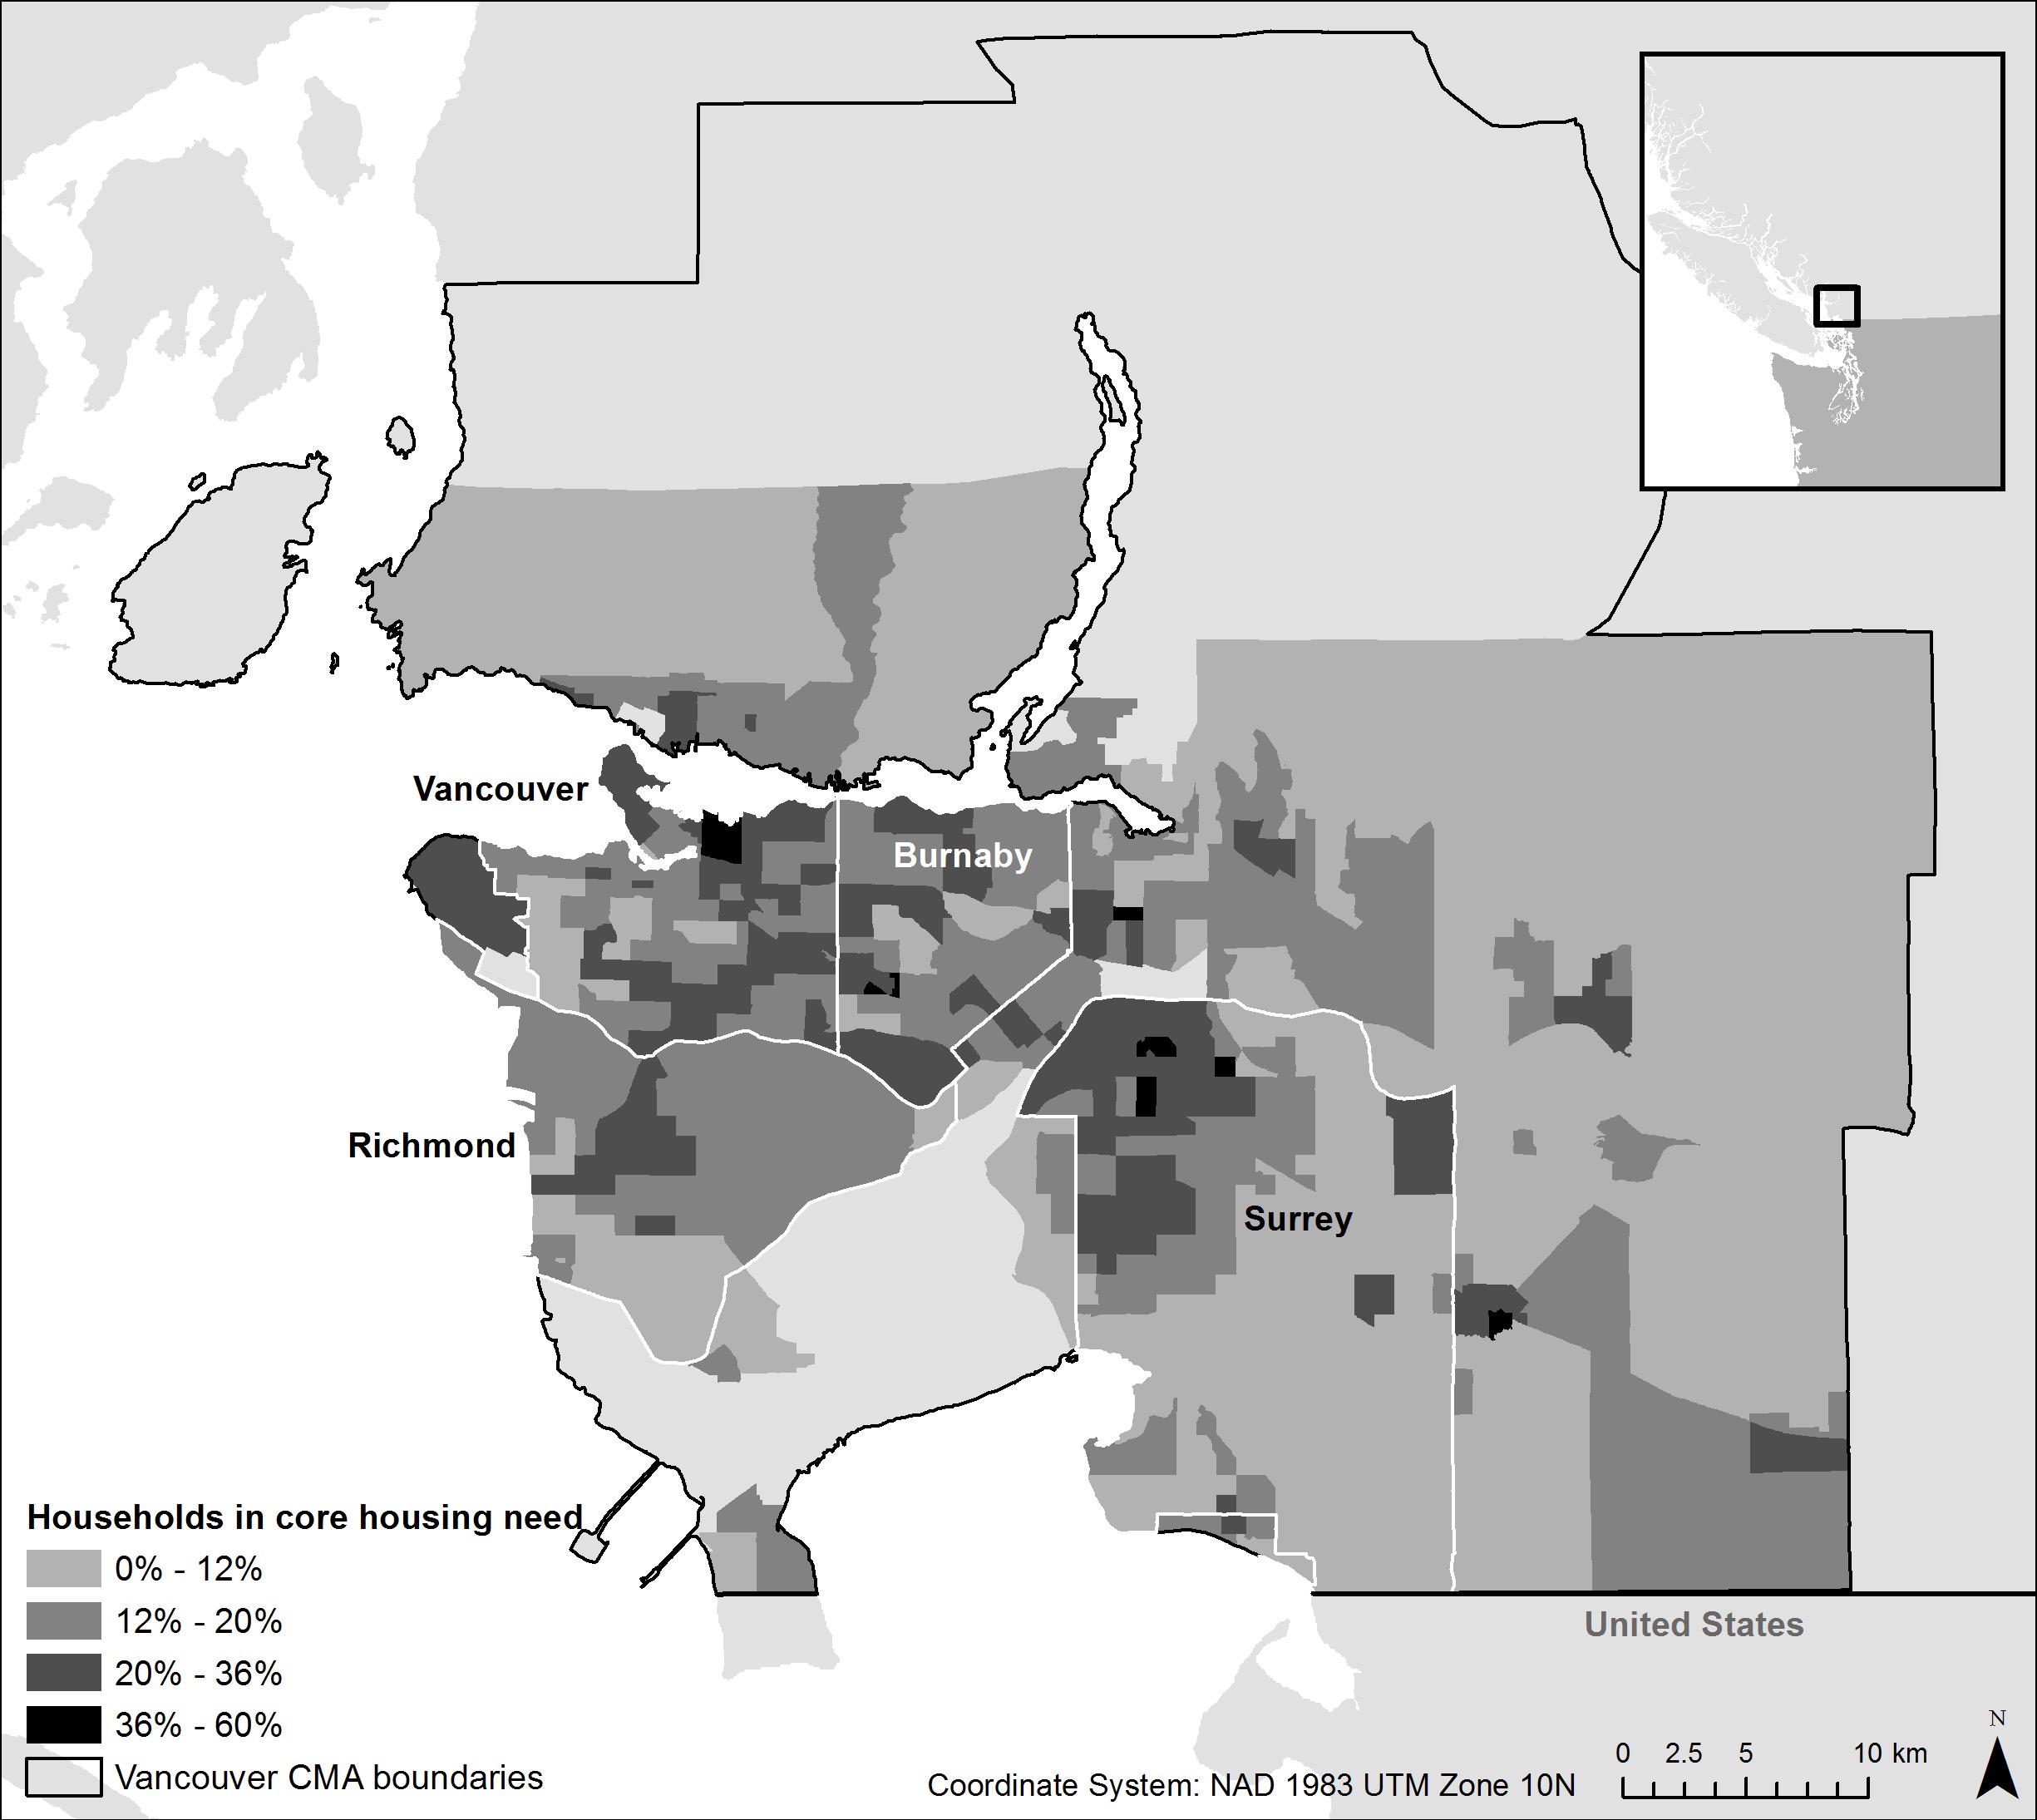 Vancouver
Burnaby
Richmond
Surrey
Households in core housing need
0% - 12%
12% - 20%
20% - 36%
36% - 60%
Vancouver CMA boundaries
United States
Coordinate System: NAD 1983 UTM Zone 10N
0 2.5 5 10 km
N